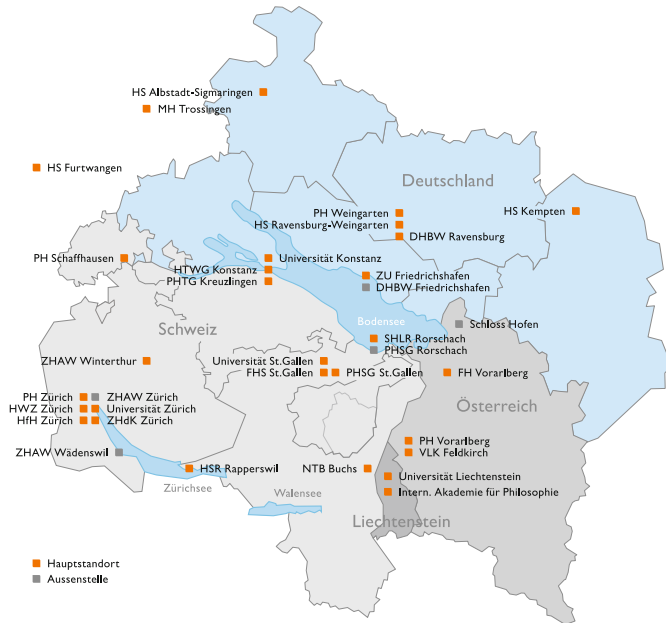 HS Albstadt-Sigmaringen
MH Trossingen
HS Furtwangen
Deutschland
PH Weingarten
HS Kempten
HS Ravensburg-Weingarten
DHBW Ravensburg
PH Schaffhausen
Universität Konstanz
HTWG Konstanz
PHTG Kreuzlingen
ZU Friedrichshafen
DHBW Friedrichshafen
Bodensee
Schloss Hofen
Schweiz
SHLR Rorschach
PHSG Rorschach
ZHAW Winterthur
Universität St.Gallen
FHS St.Gallen
PHSG St.Gallen
FH Vorarlberg
PH Zürich
ZHAW Zürich
HWZ Zürich
Universität Zürich
HfH Zürich
ZHdK Zürich
Österreich
PH Vorarlberg
VLK Feldkirch
ZHAW Wädenswil
HSR Rapperswil
NTB Buchs
Universität Liechtenstein
Zürichsee
Walensee
Intern. Akademie für Philosophie
Liechtenstein
Hauptstandort
Aussenstelle